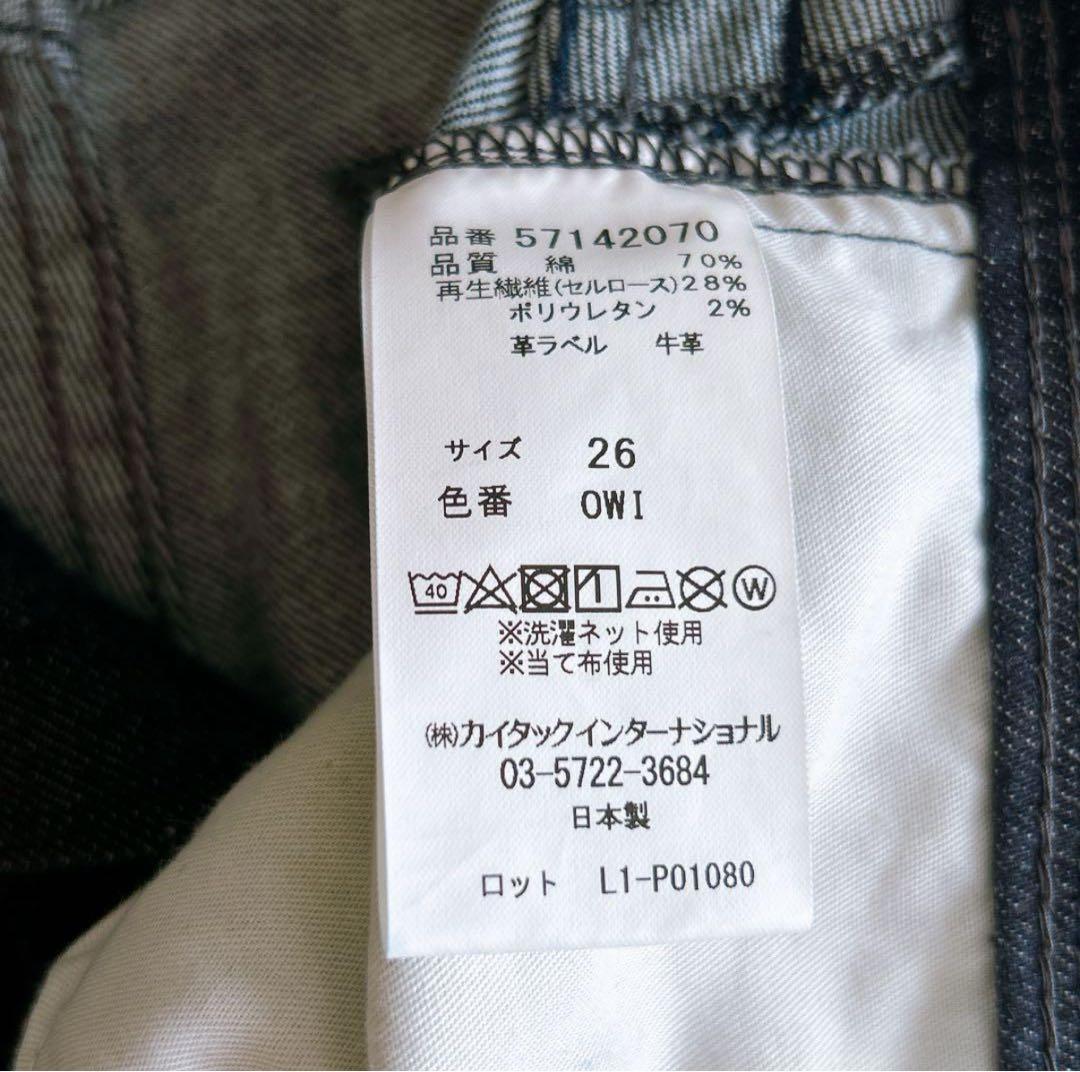 品番 57142070
品質 綿 70%
再生繊維(セルロース)28%
ポリウレタン 2%
革ラベル 牛革
サイズ 26
色番 OWI
40 W
※洗濯ネット使用
※当て布使用
(株)カイタックインターナショナル
03-5722-3684
日本製
ロット L1-P01080